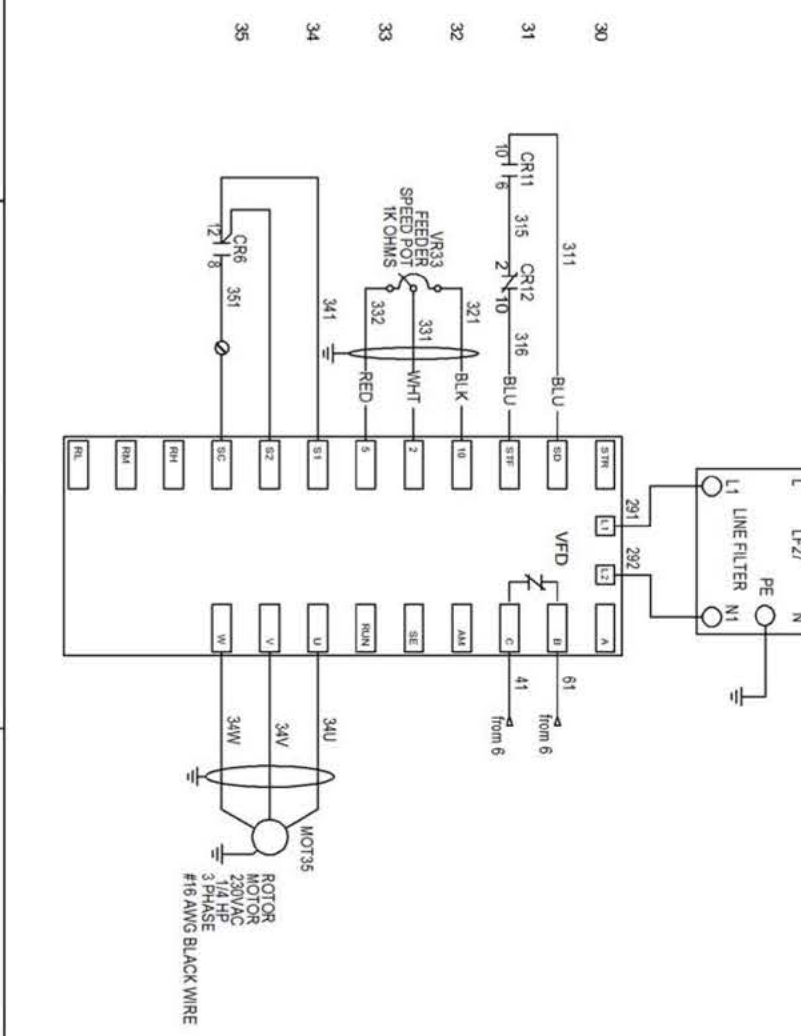 30
31
32
33
34
35
L
LF27
N
L1
LINE FILTER
N1
PE
291
292
311
BLU
CR11
10
6
315
CR12
2
10
316
BLU
321
BLK
VR33
FEEDER
SPEED POT
1K OHMS
331
WHT
332
RED
341
CR6
12
8
351
STR
SD
STF
10
2
5
S1
S2
SC
RH
RM
RL
L1
L2
VFD
A
B
C
AM
SE
RUN
U
V
W
61
from 6
41
from 6
34U
34V
34W
MOT35
ROTOR
MOTOR
230VAC
1/4 HP
3 PHASE
#16 AWG BLACK WIRE